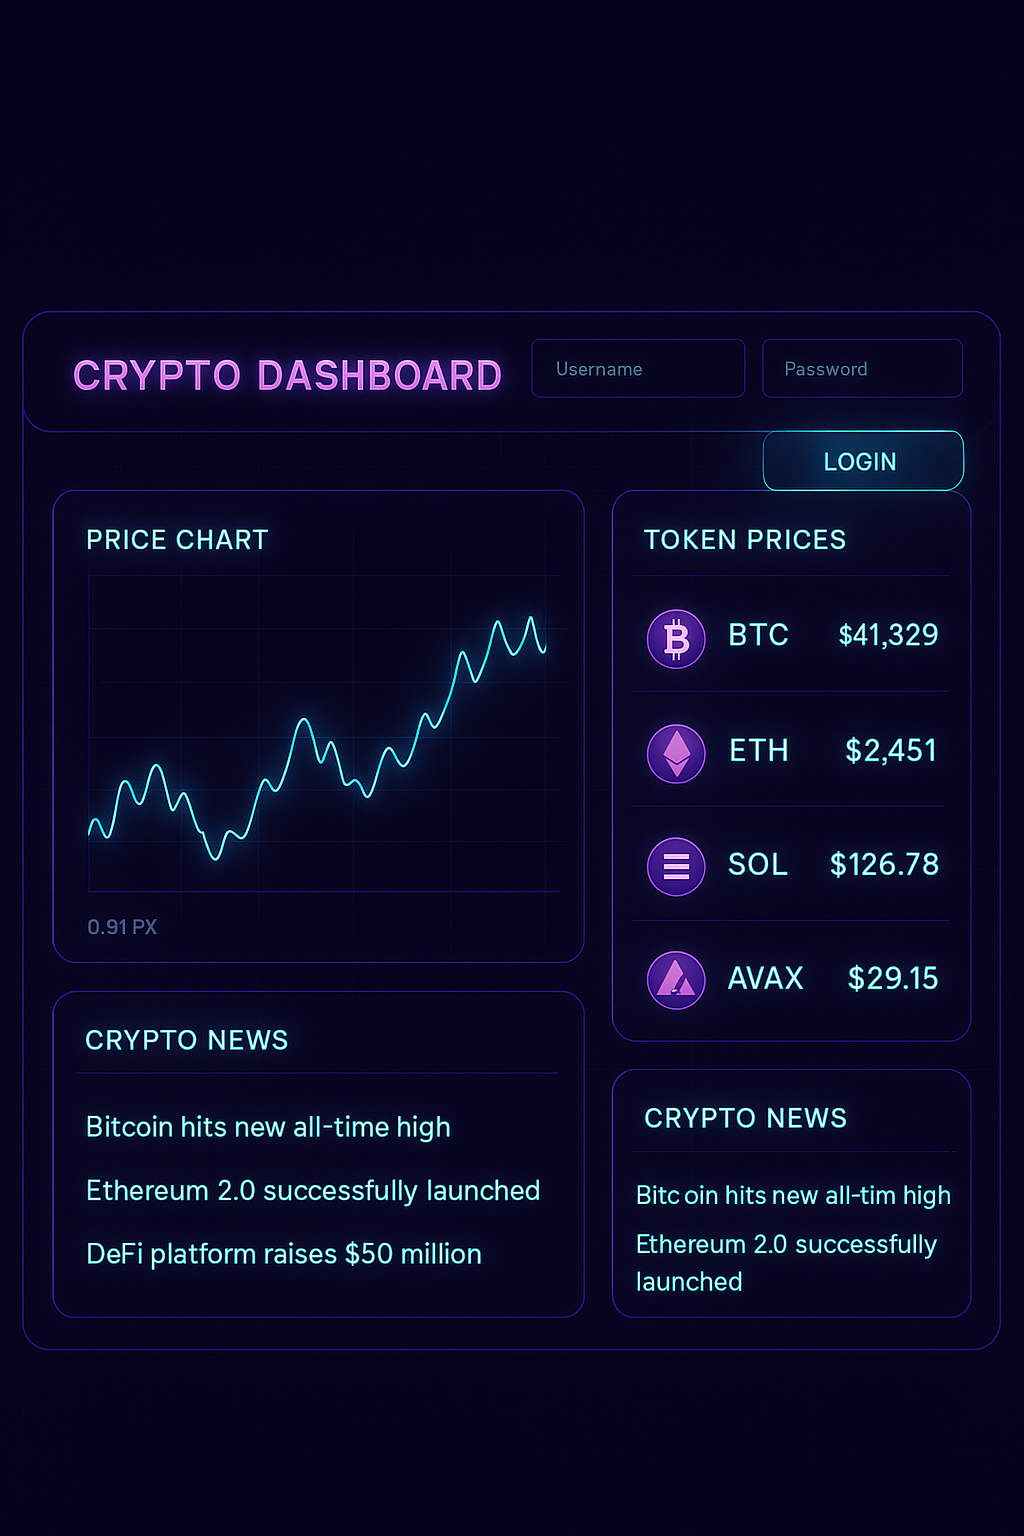 CRYPTO DASHBOARD
Username
Password
LOGIN
PRICE CHART
0.91 PX
TOKEN PRICES
BTC $41,329
ETH $2,451
SOL $126.78
AVAX $29.15
CRYPTO NEWS
Bitcoin hits new all-time high
Ethereum 2.0 successfully launched
DeFi platform raises $50 million
CRYPTO NEWS
Bitc oin hits new all-tim high
Ethereum 2.0 successfully
launched